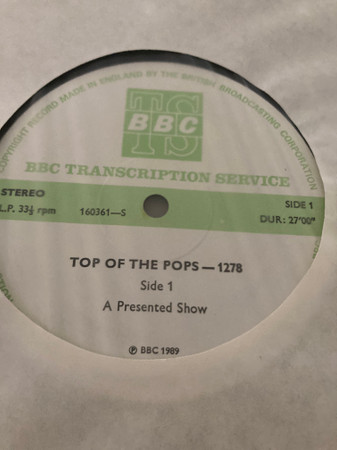 COPYRIGHT RECORD MADE IN ENGLAND BY THE BRITISH BROADCASTING CORPORATION
TS
BBC
BBC TRANSCRIPTION SERVICE
STEREO
L.P. 33⅓ rpm
160361—S
SIDE 1
DUR: 27'00"
TOP OF THE POPS — 1278
Side 1
A Presented Show
℗ BBC 1989